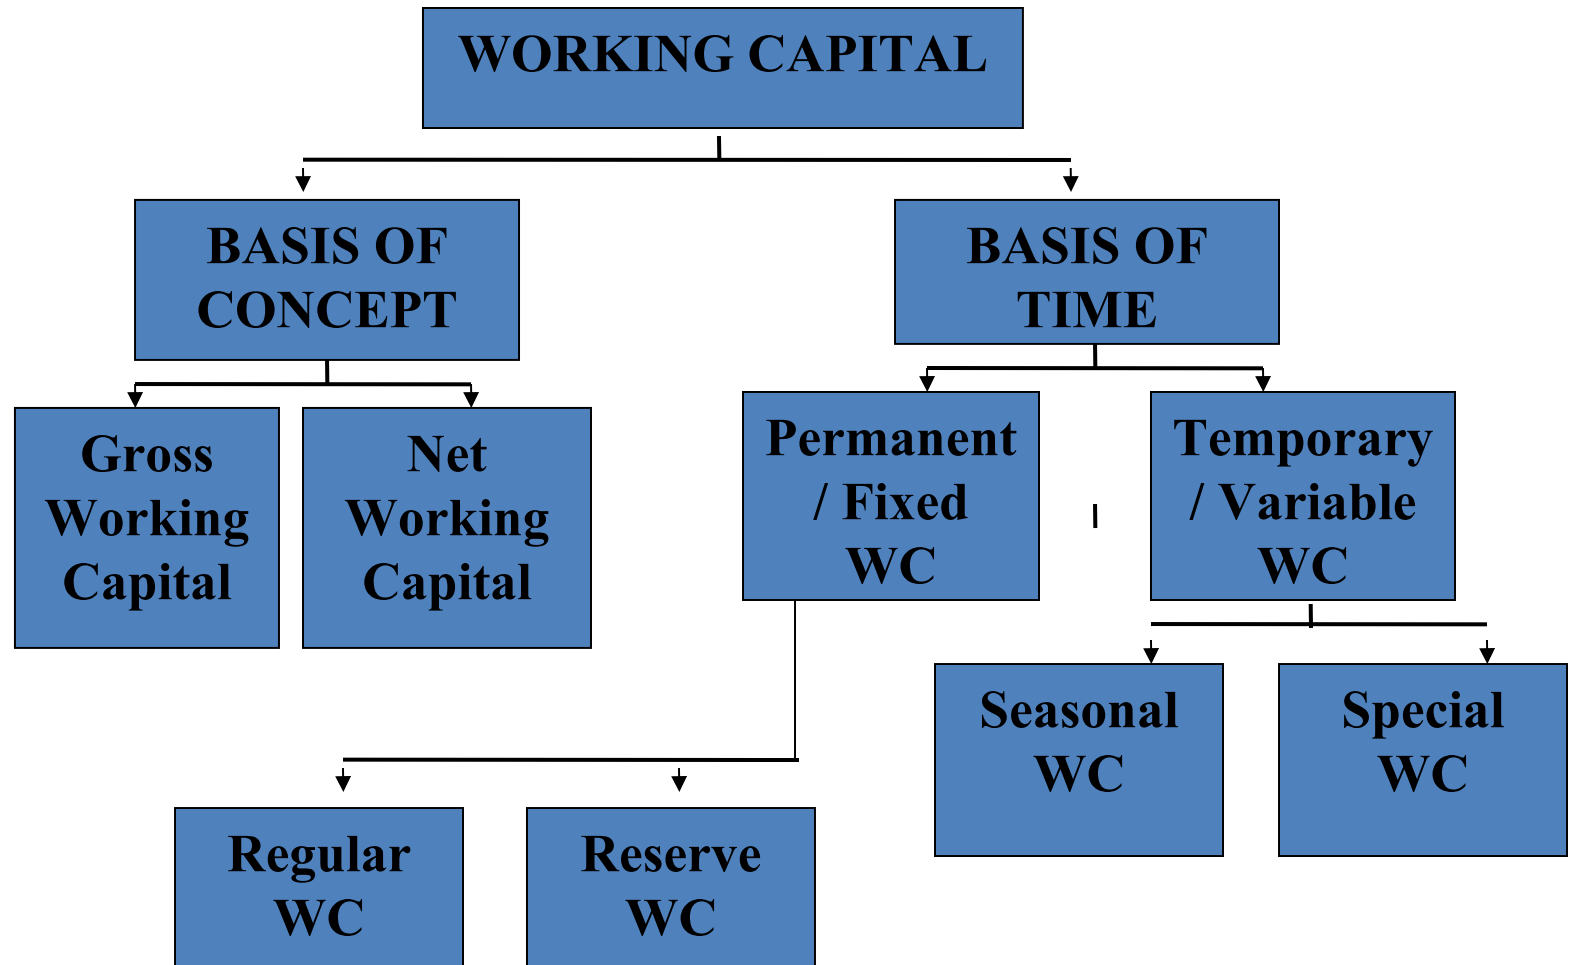 WORKING CAPITAL
BASIS OF
CONCEPT
BASIS OF
TIME
Gross
Working
Capital
Net
Working
Capital
Permanent
/ Fixed
WC
Temporary
/ Variable
WC
Seasonal
WC
Special
WC
Regular
WC
Reserve
WC